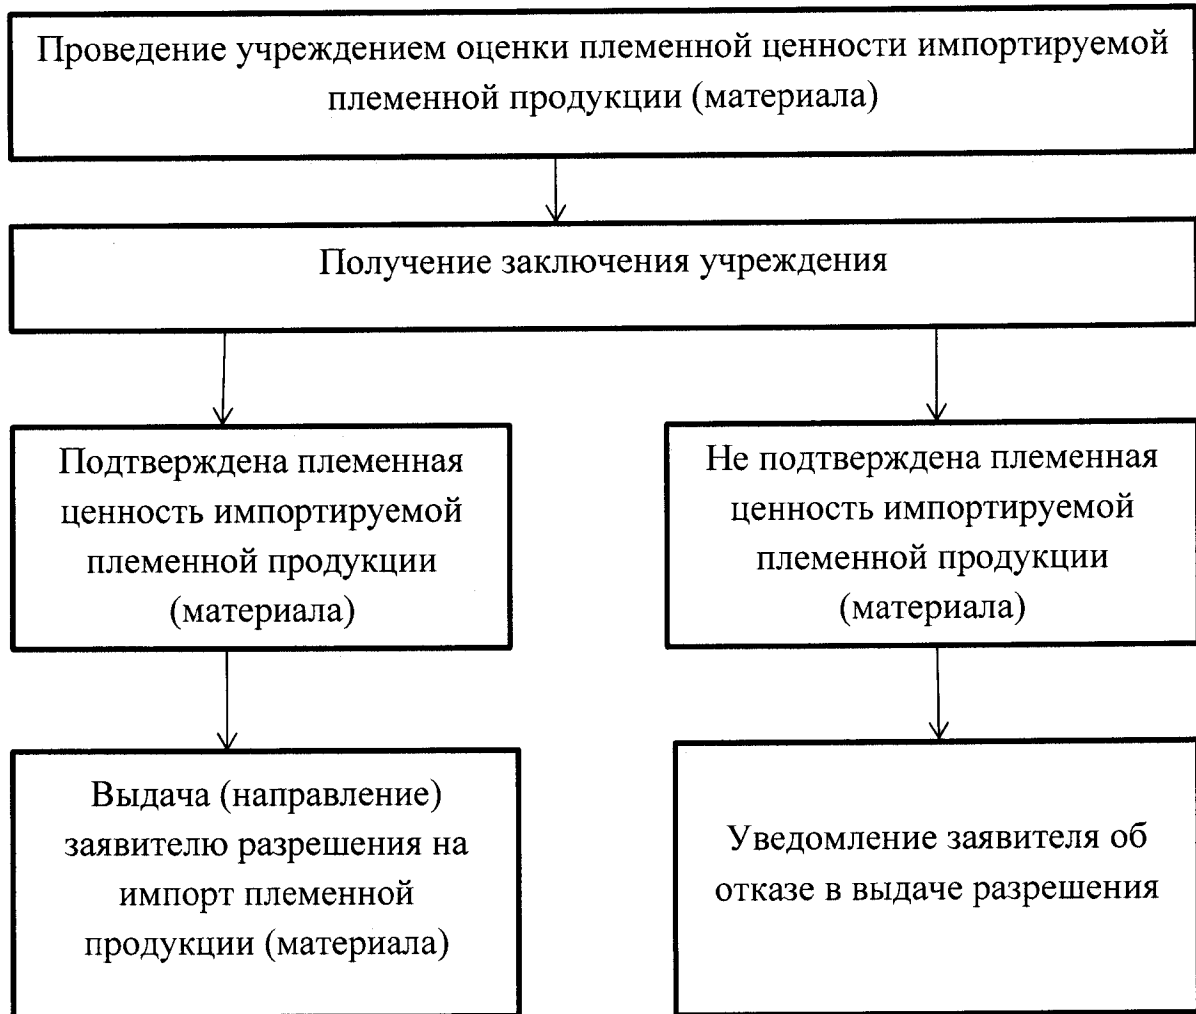 Проведение учреждением оценки племенной ценности импортируемой
племенной продукции (материала)
Получение заключения учреждения
Подтверждена племенная
ценность импортируемой
племенной продукции
(материала)
Не подтверждена племенная
ценность импортируемой
племенной продукции
(материала)
Выдача (направление)
заявителю разрешения на
импорт племенной
продукции (материала)
Уведомление заявителя об
отказе в выдаче разрешения